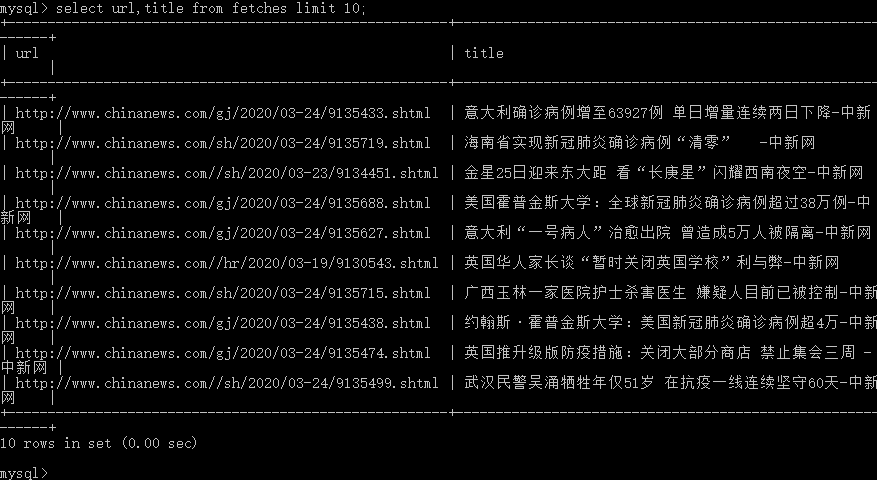 mysql> select url,title from fetches limit 10;
+---------------------------------------------------------+------------------------------------------------------
------+
| url                                                     | title
      |
+---------------------------------------------------------+------------------------------------------------------
------+
| http://www.chinanews.com/gj/2020/03-24/9135433.shtml | 意大利确诊病例增至63927例 单日增量连续两日下降-中新
网     |
| http://www.chinanews.com/sh/2020/03-24/9135719.shtml | 海南省实现新冠肺炎确诊病例“清零”   -中新网
      |
| http://www.chinanews.com//sh/2020/03-23/9134451.shtml | 金星25日迎来东大距 看“长庚星”闪耀西南夜空-中新网
      |
| http://www.chinanews.com/gj/2020/03-24/9135688.shtml | 美国霍普金斯大学：全球新冠肺炎确诊病例超过38万例-中
新网   |
| http://www.chinanews.com/gj/2020/03-24/9135627.shtml | 意大利“一号病人”治愈出院 曾造成5万人被隔离-中新网
      |
| http://www.chinanews.com//hr/2020/03-19/9130543.shtml | 英国华人家长谈“暂时关闭英国学校”利与弊-中新网
      |
| http://www.chinanews.com/sh/2020/03-24/9135715.shtml | 广西玉林一家医院护士杀害医生 嫌疑人目前已被控制-中新
网     |
| http://www.chinanews.com/gj/2020/03-24/9135438.shtml | 约翰斯·霍普金斯大学：美国新冠肺炎确诊病例超4万-中新
网     |
| http://www.chinanews.com/gj/2020/03-24/9135474.shtml | 英国推升级版防疫措施：关闭大部分商店 禁止集会三周 -
中新网 |
| http://www.chinanews.com//sh/2020/03-24/9135499.shtml | 武汉民警吴涌牺牲年仅51岁 在抗疫一线连续坚守60天-中新
网     |
+---------------------------------------------------------+------------------------------------------------------
------+
10 rows in set (0.00 sec)
mysql>